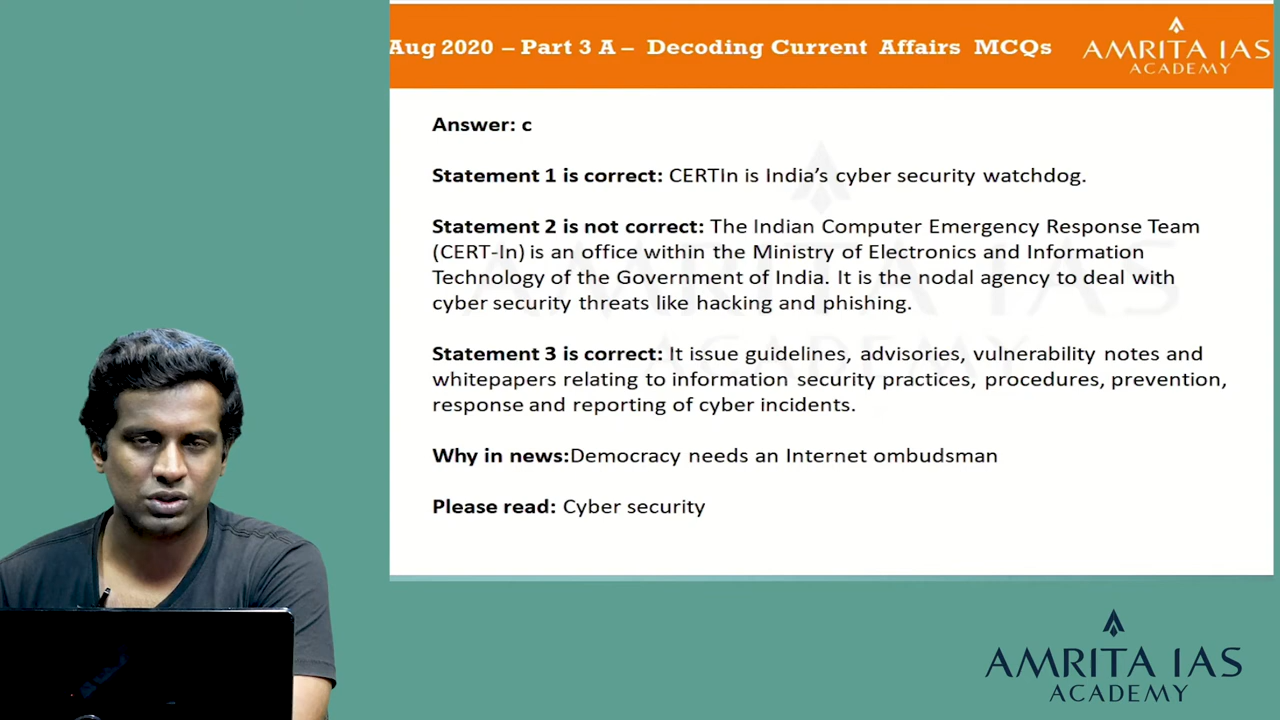 Aug 2020 – Part 3 A – Decoding Current Affairs MCQs
AMRITA IAS
ACADEMY
Answer: c
Statement 1 is correct: CERTIn is India’s cyber security watchdog.
Statement 2 is not correct: The Indian Computer Emergency Response Team
(CERT-In) is an office within the Ministry of Electronics and Information
Technology of the Government of India. It is the nodal agency to deal with
cyber security threats like hacking and phishing.
Statement 3 is correct: It issue guidelines, advisories, vulnerability notes and
whitepapers relating to information security practices, procedures, prevention,
response and reporting of cyber incidents.
Why in news:Democracy needs an Internet ombudsman
Please read: Cyber security
AMRITA IAS
ACADEMY
AMRITA IAS
ACADEMY